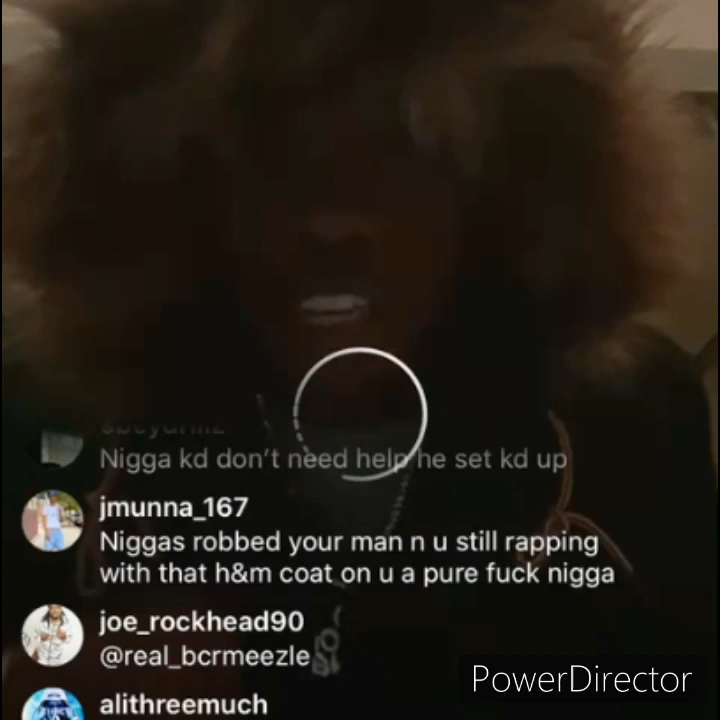 Nigga kd don't need help he set kd up
jmunna_167
Niggas robbed your man n u still rapping
with that h&m coat on u a pure fuck nigga
joe_rockhead90
@real_bcrmeezle
alithreemuch
PowerDirector